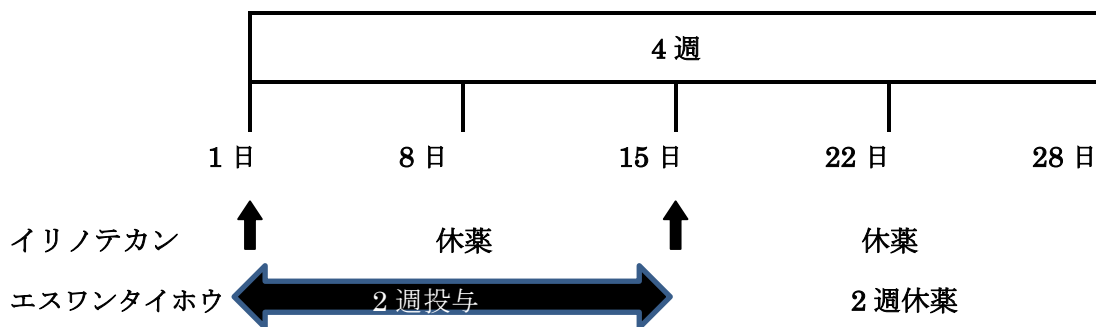 4週
1日 8日 15日 22日 28日
イリノテカン 休薬 休薬
エスワンタイホウ 2週投与 2週休薬